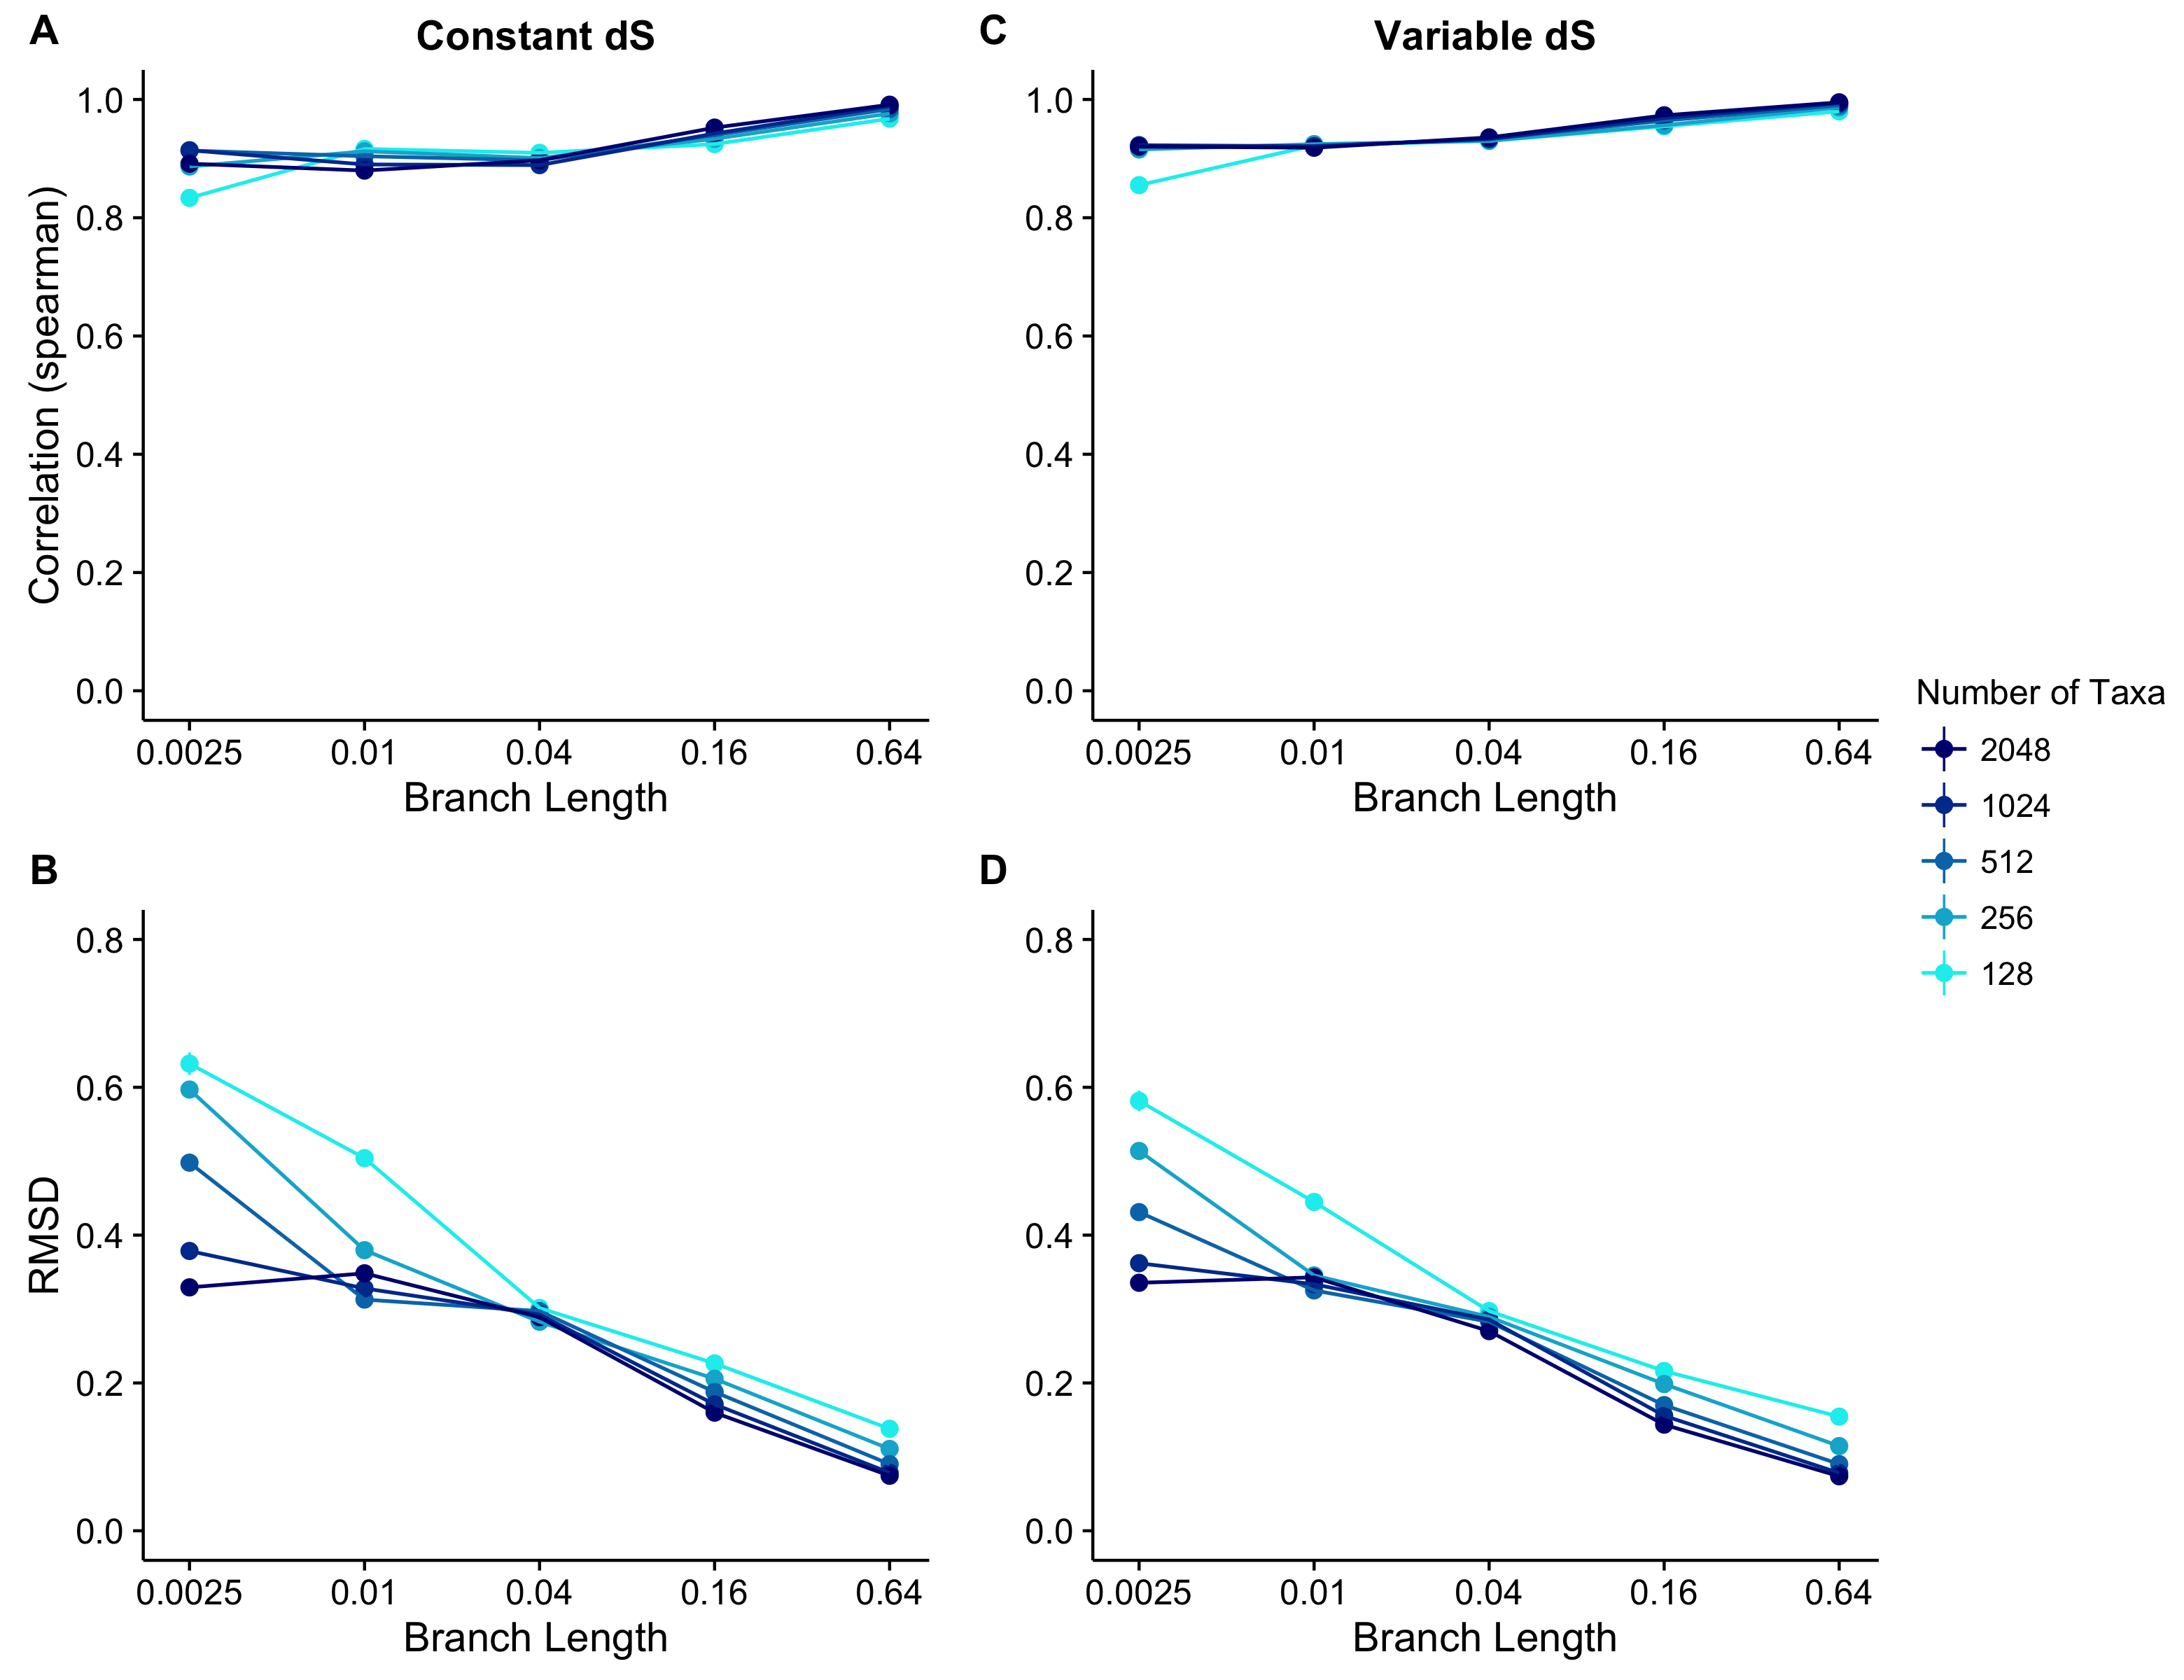 A
Constant dS
Correlation (spearman)
1.0
0.8
0.6
0.4
0.2
0.0
0.0025 0.01 0.04 0.16 0.64
Branch Length
C
Variable dS
1.0
0.8
0.6
0.4
0.2
0.0
0.0025 0.01 0.04 0.16 0.64
Branch Length
B
RMSD
0.8
0.6
0.4
0.2
0.0
0.0025 0.01 0.04 0.16 0.64
Branch Length
D
0.8
0.6
0.4
0.2
0.0
0.0025 0.01 0.04 0.16 0.64
Branch Length
Number of Taxa
2048
1024
512
256
128